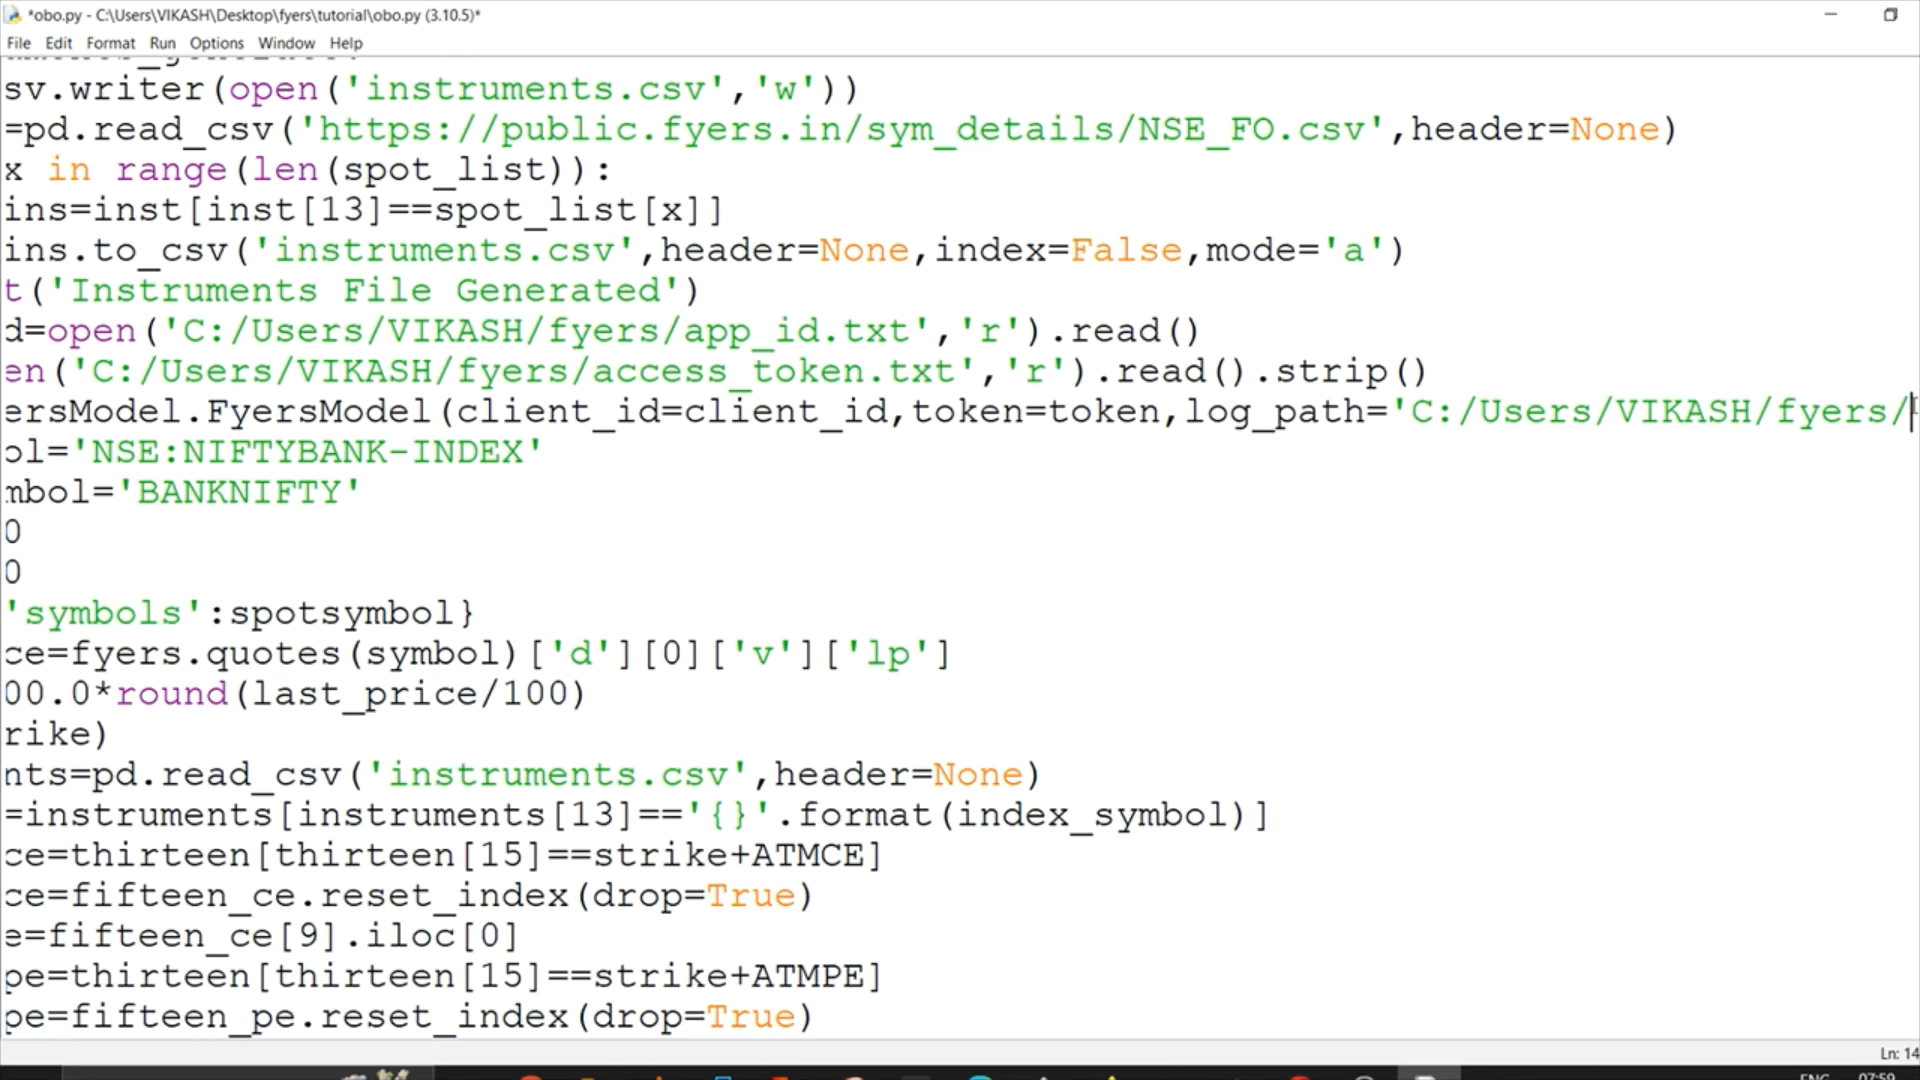 *obo.py - C:\Users\VIKASH\Desktop\fyers\tutorial\obo.py (3.10.5)*
File Edit Format Run Options Window Help
sv.writer(open('instruments.csv','w'))
=pd.read_csv('https://public.fyers.in/sym_details/NSE_FO.csv',header=None)
x in range(len(spot_list)):
ins=inst[inst[13]==spot_list[x]]
ins.to_csv('instruments.csv',header=None,index=False,mode='a')
t('Instruments File Generated')
d=open('C:/Users/VIKASH/fyers/app_id.txt','r').read()
en('C:/Users/VIKASH/fyers/access_token.txt','r').read().strip()
ersModel.FyersModel(client_id=client_id,token=token,log_path='C:/Users/VIKASH/fyers/
ol='NSE:NIFTYBANK-INDEX'
mbol='BANKNIFTY'
0
0
'symbols':spotsymbol}
ce=fyers.quotes(symbol)['d'][0]['v']['lp']
00.0*round(last_price/100)
rike)
nts=pd.read_csv('instruments.csv',header=None)
=instruments[instruments[13]=='{}'.format(index_symbol)]
ce=thirteen[thirteen[15]==strike+ATMCE]
ce=fifteen_ce.reset_index(drop=True)
e=fifteen_ce[9].iloc[0]
pe=thirteen[thirteen[15]==strike+ATMPE]
pe=fifteen_pe.reset_index(drop=True)
Ln: 14
ENG 07:59